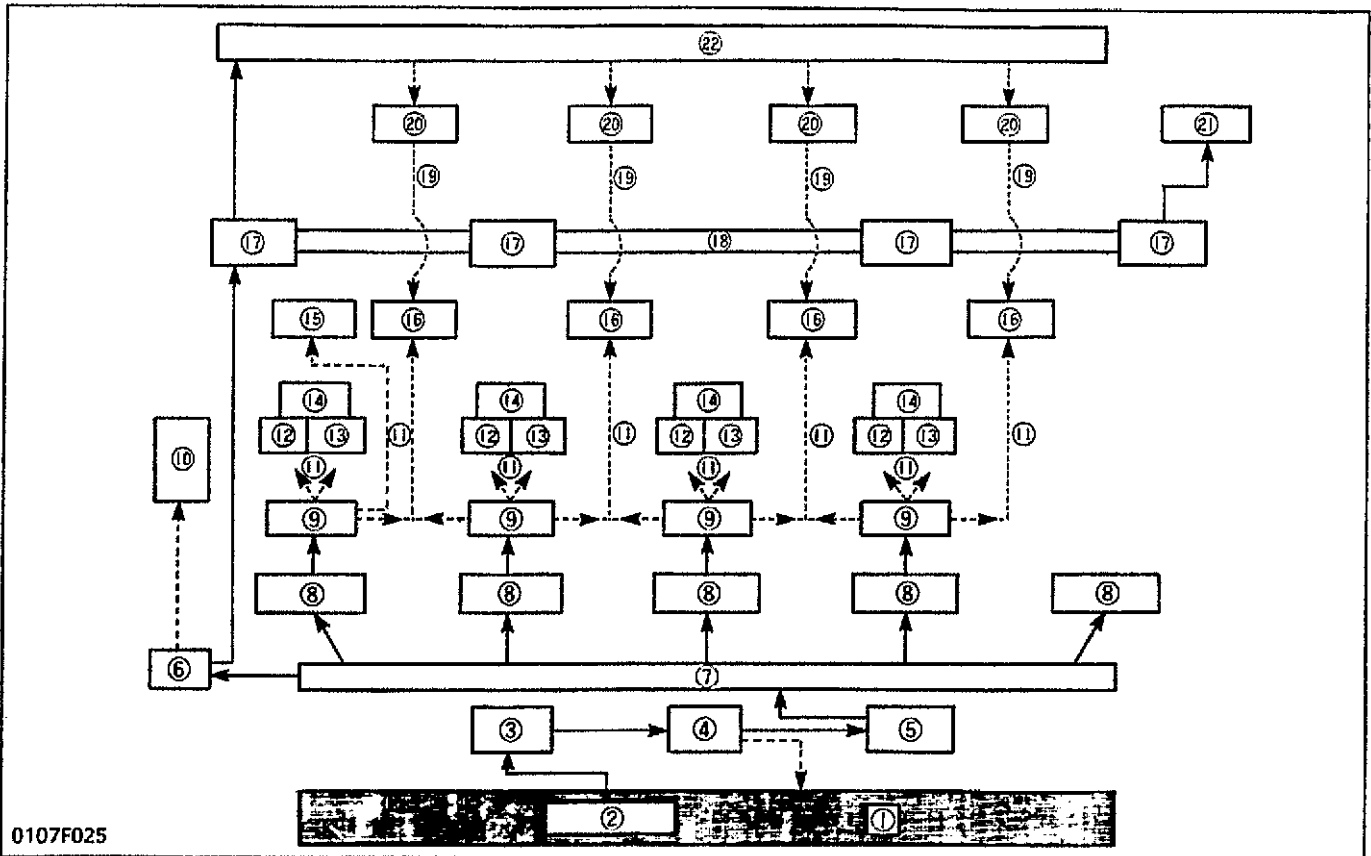 ㉒
⑳ ⑳ ⑳ ⑳ ㉑
⑲ ⑲ ⑲ ⑲
⑰ ⑰ ⑱ ⑰ ⑰
⑮ ⑯ ⑯ ⑯ ⑯
⑭ ⑭ ⑭ ⑭
⑫ ⑬ ⑪ ⑫ ⑬ ⑪ ⑫ ⑬ ⑪ ⑫ ⑬ ⑪
⑩ ⑪ ⑪ ⑪ ⑪
⑨ ⑨ ⑨ ⑨
⑧ ⑧ ⑧ ⑧ ⑧
⑥ ⑦
③ ④ ⑤
② ①
0107F025